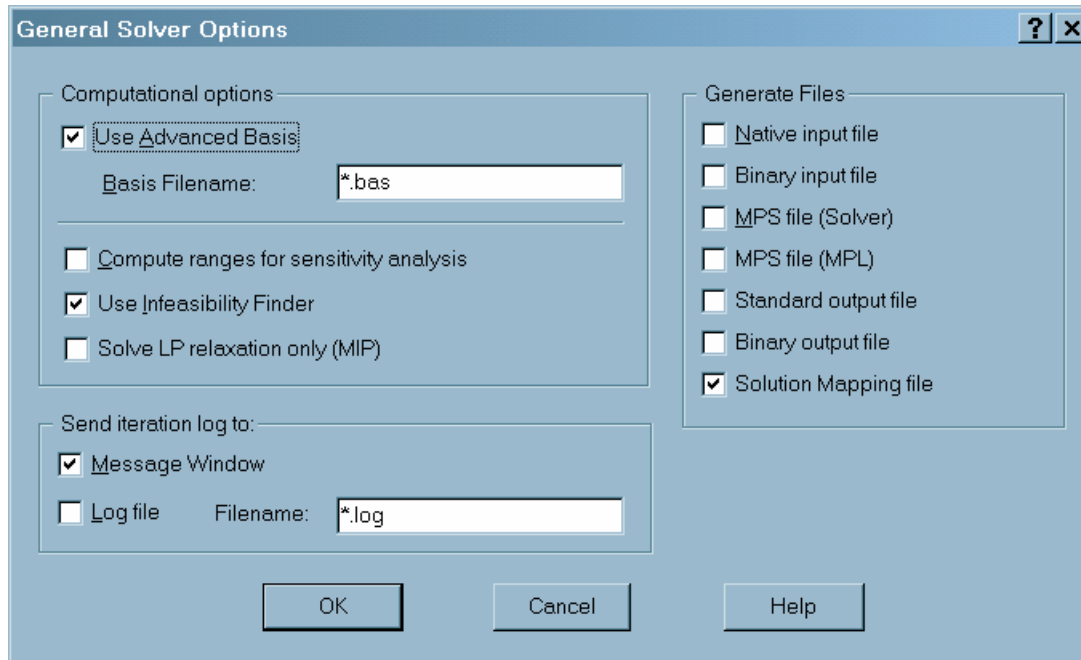 General Solver Options
Computational options
Use Advanced Basis
Basis Filename: *.bas
Compute ranges for sensitivity analysis
Use Infeasibility Finder
Solve LP relaxation only (MIP)
Send iteration log to:
Message Window
Log file Filename: *.log
Generate Files
Native input file
Binary input file
MPS file (Solver)
MPS file (MPL)
Standard output file
Binary output file
Solution Mapping file
OK Cancel Help